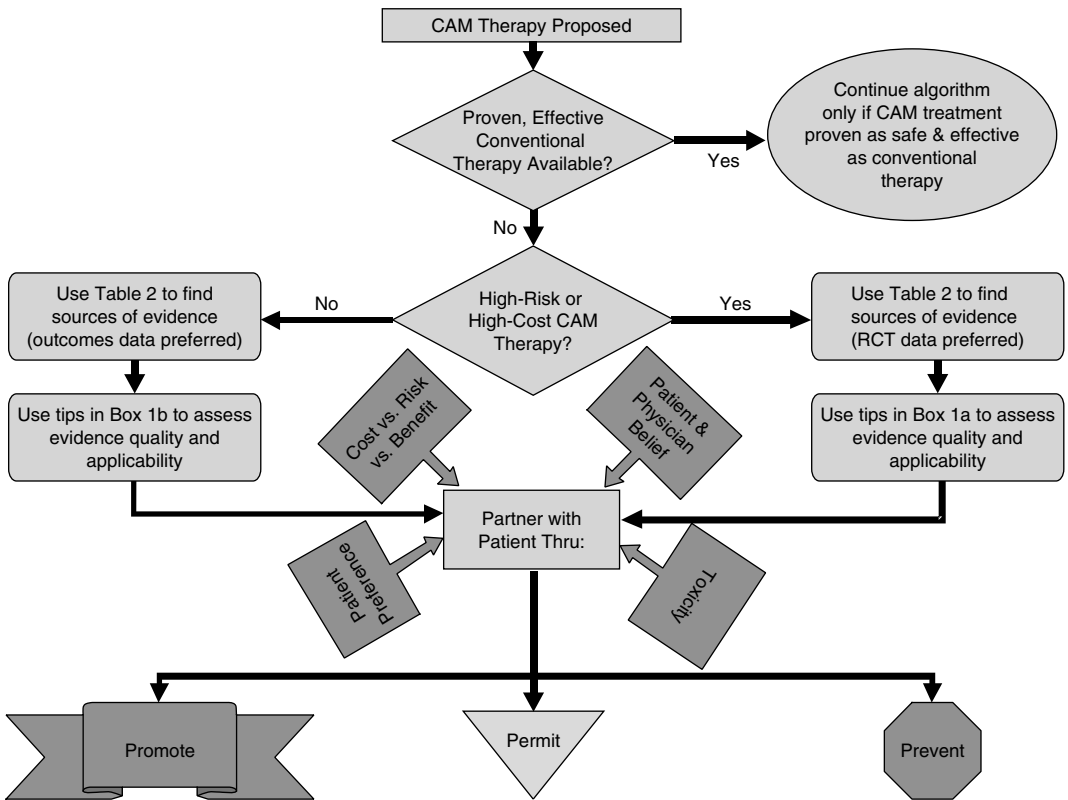 CAM Therapy Proposed
Proven, Effective
Conventional
Therapy Available?
Yes
Continue algorithm
only if CAM treatment
proven as safe & effective
as conventional
therapy
No
High-Risk or
High-Cost CAM
Therapy?
No
Use Table 2 to find
sources of evidence
(outcomes data preferred)
Use tips in Box 1b to assess
evidence quality and
applicability
Yes
Use Table 2 to find
sources of evidence
(RCT data preferred)
Use tips in Box 1a to assess
evidence quality and
applicability
Cost vs. Risk
vs. Benefit
Patient &
Physician
Belief
Partner with
Patient Thru:
Patient
Preference
Toxicity
Promote
Permit
Prevent